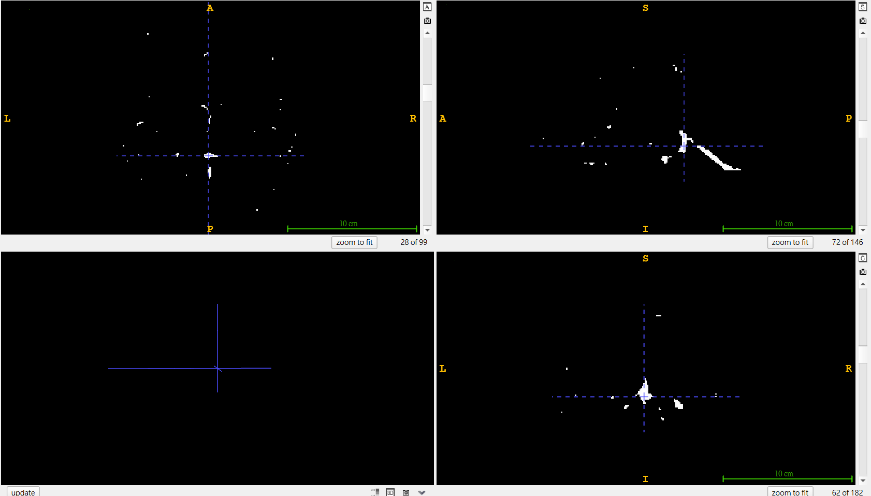 A
A
L
R
P
10 cm
zoom to fit
28 of 99
S
S
A
P
I
10 cm
zoom to fit
72 of 146
update
S
C
L
R
I
10 cm
zoom to fit
62 of 182